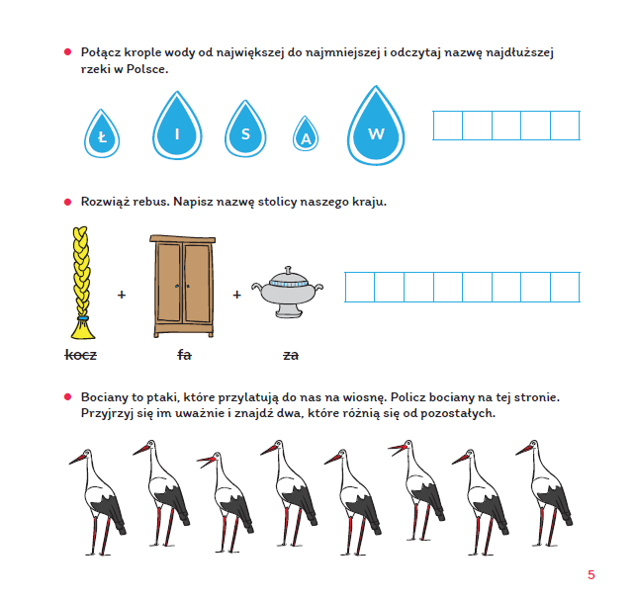 Połącz krople wody od największej do najmniejszej i odczytaj nazwę najdłuższej
rzeki w Polsce.
Ł I S A W
Rozwiąż rebus. Napisz nazwę stolicy naszego kraju.
+ +
kocz fa za
Bociany to ptaki, które przylatują do nas na wiosnę. Policz bociany na tej stronie.
Przyjrzyj się im uważnie i znajdź dwa, które różnią się od pozostałych.
5